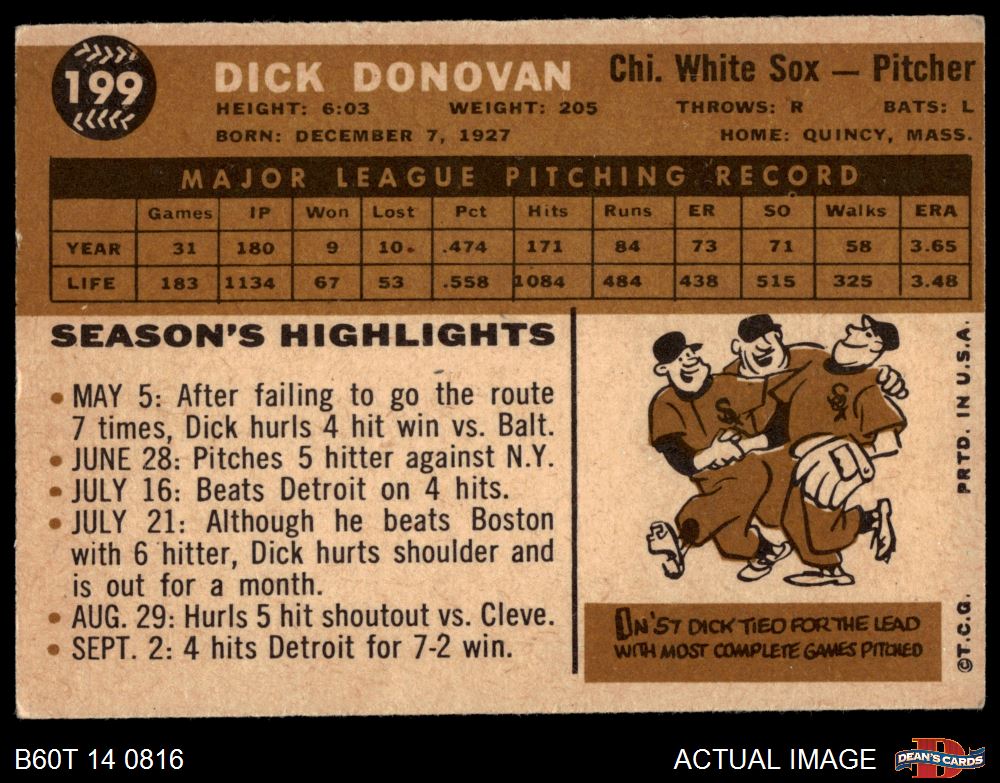 199
DICK DONOVAN
Chi. White Sox — Pitcher
HEIGHT: 6:03 WEIGHT: 205 THROWS: R BATS: L
BORN: DECEMBER 7, 1927 HOME: QUINCY, MASS.
MAJOR LEAGUE PITCHING RECORD
Games IP Won Lost Pct Hits Runs ER SO Walks ERA
YEAR 31 180 9 10 .474 171 84 73 71 58 3.65
LIFE 183 1134 67 53 .558 1084 484 438 515 325 3.48
SEASON'S HIGHLIGHTS
• MAY 5: After failing to go the route
7 times, Dick hurls 4 hit win vs. Balt.
• JUNE 28: Pitches 5 hitter against N.Y.
• JULY 16: Beats Detroit on 4 hits.
• JULY 21: Although he beats Boston
with 6 hitter, Dick hurts shoulder and
is out for a month.
• AUG. 29: Hurls 5 hit shoutout vs. Cleve.
• SEPT. 2: 4 hits Detroit for 7-2 win.
SOX
SOX
IN '57 DICK TIED FOR THE LEAD
WITH MOST COMPLETE GAMES PITCHED
©T.C.G. PRTD. IN U.S.A.
B60T 14 0816
ACTUAL IMAGE
D
DEAN'S CARDS